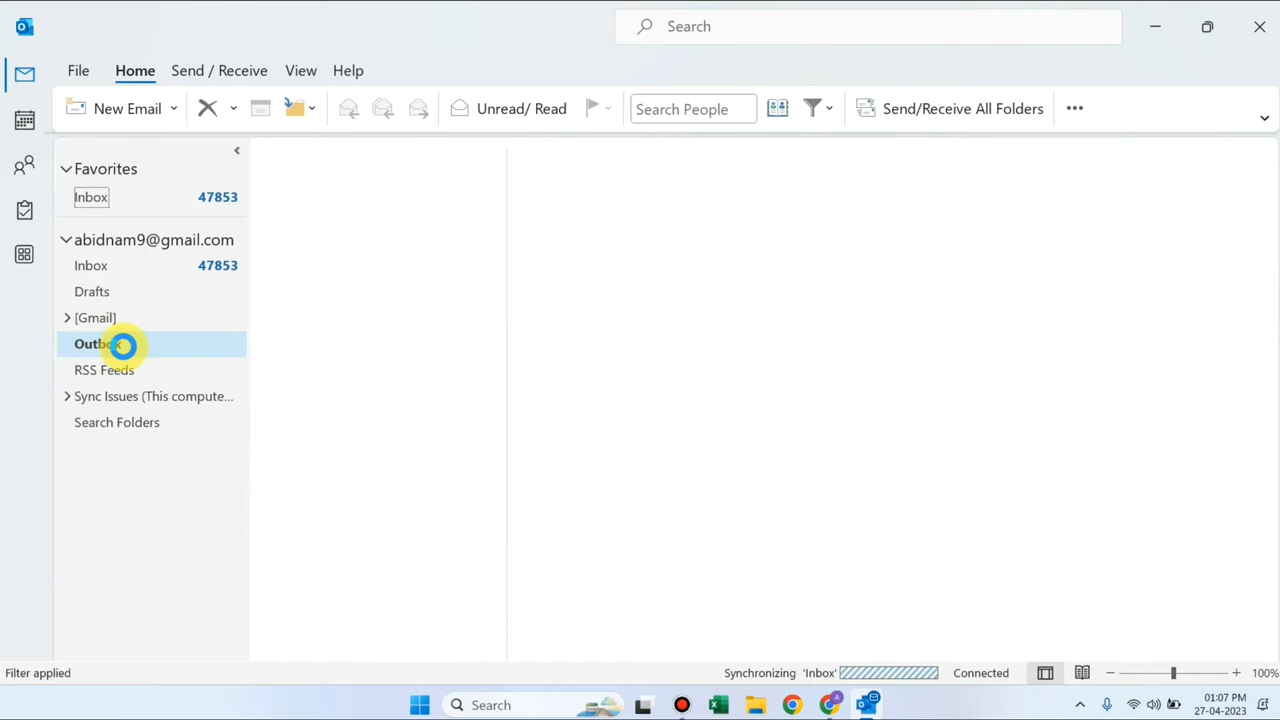 Search
File Home Send / Receive View Help
New Email Unread/ Read Search People Send/Receive All Folders
Favorites
Inbox 47853
abidnam9@gmail.com
Inbox 47853
Drafts
[Gmail]
Outbox
RSS Feeds
Sync Issues (This compute...
Search Folders
Filter applied Synchronizing 'Inbox' Connected 100%
Search 01:07 PM
27-04-2023